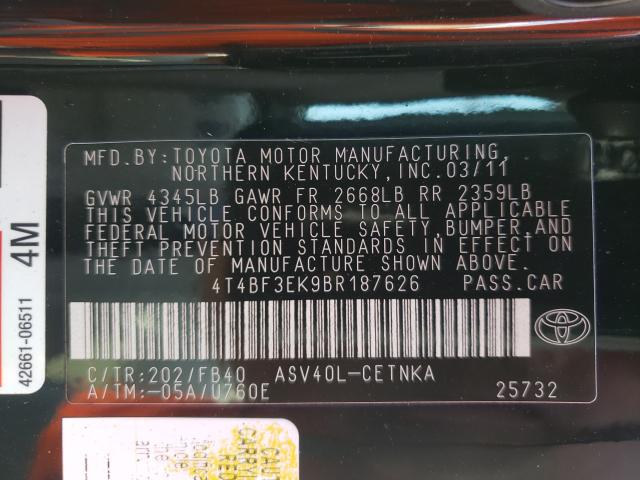 MFD.BY:TOYOTA MOTOR MANUFACTURING,
NORTHERN KENTUCKY,INC.03/11
GVWR 4345LB GAWR FR 2668LB RR 2359LB
THIS VEHICLE CONFORMS TO ALL APPLICABLE
FEDERAL MOTOR VEHICLE SAFETY,BUMPER,AND
THEFT PREVENTION STANDARDS IN EFFECT ON
THE DATE OF MANUFACTURE SHOWN ABOVE.
4T4BF3EK9BR187626 PASS.CAR
C/TR:202/FB40 ASV40L-CETNKA
A/TM:-05A/U760E 25732
42661-06511
4M